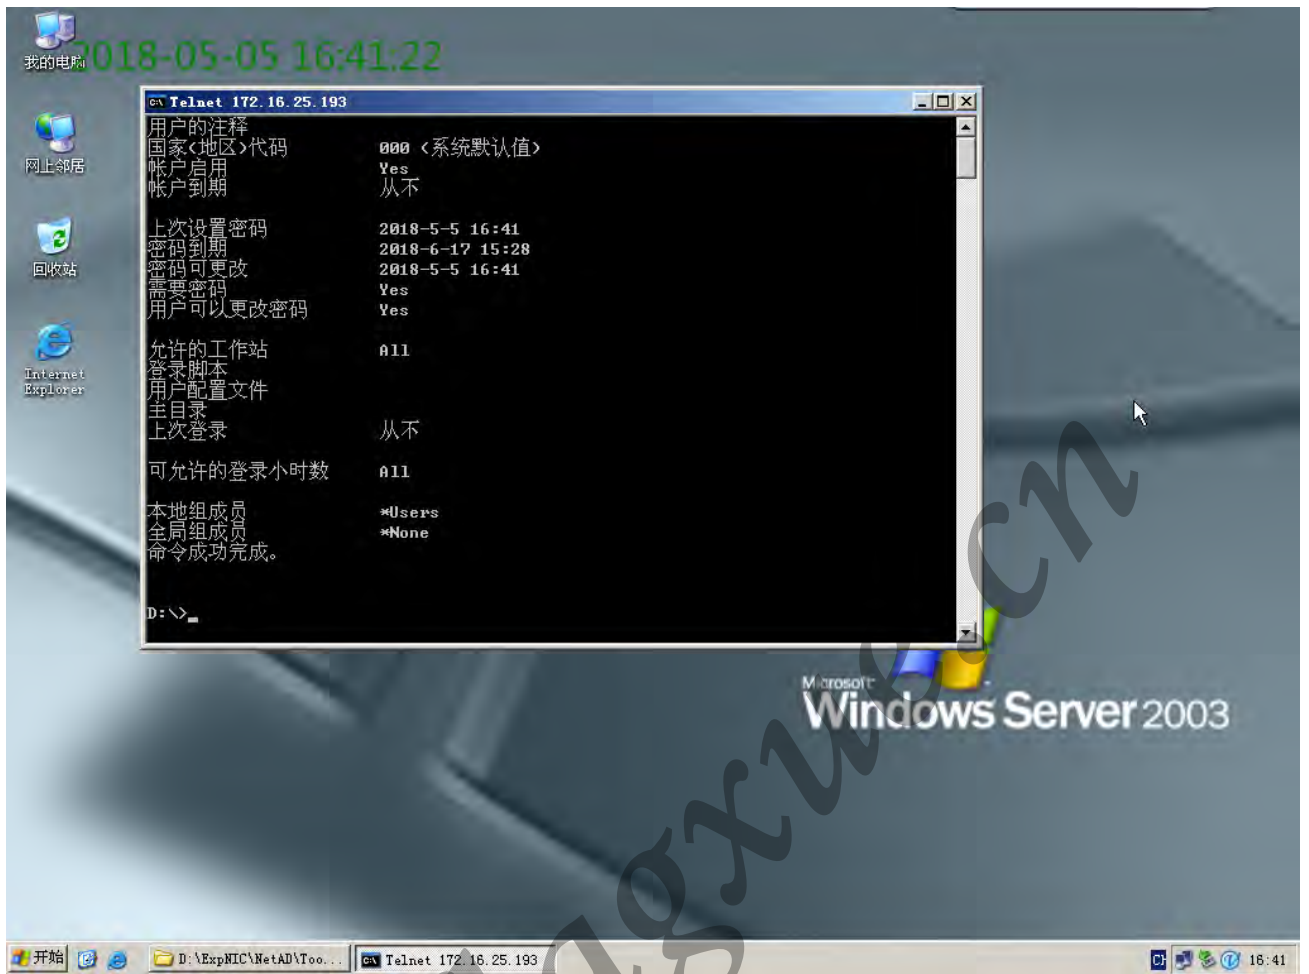 我的电脑
2018-05-05 16:41:22
网上邻居
回收站
Internet
Explorer
Telnet 172.16.25.193
用户的注释
国家(地区)代码 000 (系统默认值)
帐户启用 Yes
帐户到期 从不
上次设置密码 2018-5-5 16:41
密码到期 2018-6-17 15:28
密码可更改 2018-5-5 16:41
需要密码 Yes
用户可以更改密码 Yes
允许的工作站 All
登录脚本
用户配置文件
主目录
上次登录 从不
可允许的登录小时数 All
本地组成员 *Users
全局组成员 *None
命令成功完成。
D:\>
Microsoft
Windows Server 2003
开始
D:\ExpNIC\NetAD\Too...
Telnet 172.16.25.193
CH
16:41